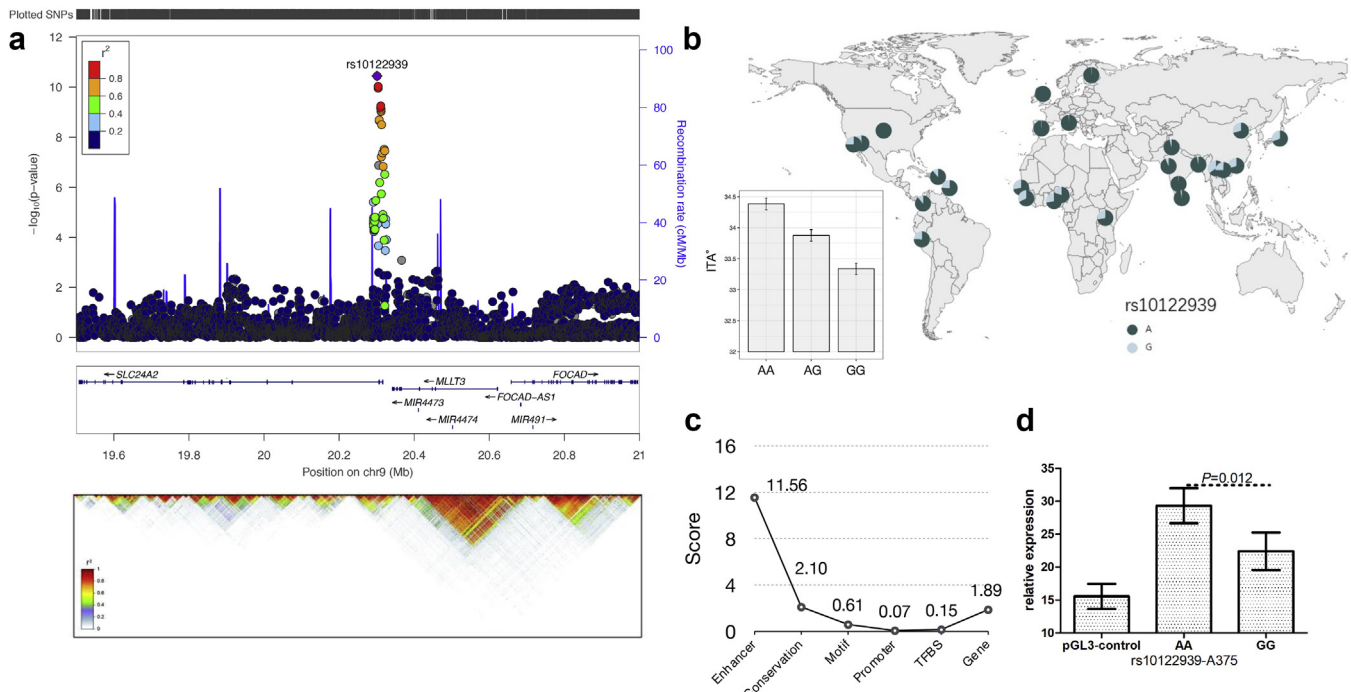 Plotted SNPs
a
12
10
8
6
4
2
0
−log10(p−value)
100
80
60
40
20
0
Recombination rate (cM/Mb)
r2
0.8
0.6
0.4
0.2
rs10122939
←SLC24A2
←MLLT3
FOCAD→
←MIR4473
←FOCAD−AS1
←MIR4474
MIR491→
19.6 19.8 20 20.2 20.4 20.6 20.8 21
Position on chr9 (Mb)
r²
1
0.8
0.6
0.4
0.2
0
b
34.5
34
33.5
33
32.5
32
ITA°
AA AG GG
rs10122939
A
G
c
16
12
8
4
0
Score
11.56
2.10
0.61
0.07
0.15
1.89
Enhancer
Conservation
Motif
Promoter
TFBS
Gene
d
35
30
25
20
15
10
relative expression
P=0.012
pGL3-control AA GG
rs10122939-A375